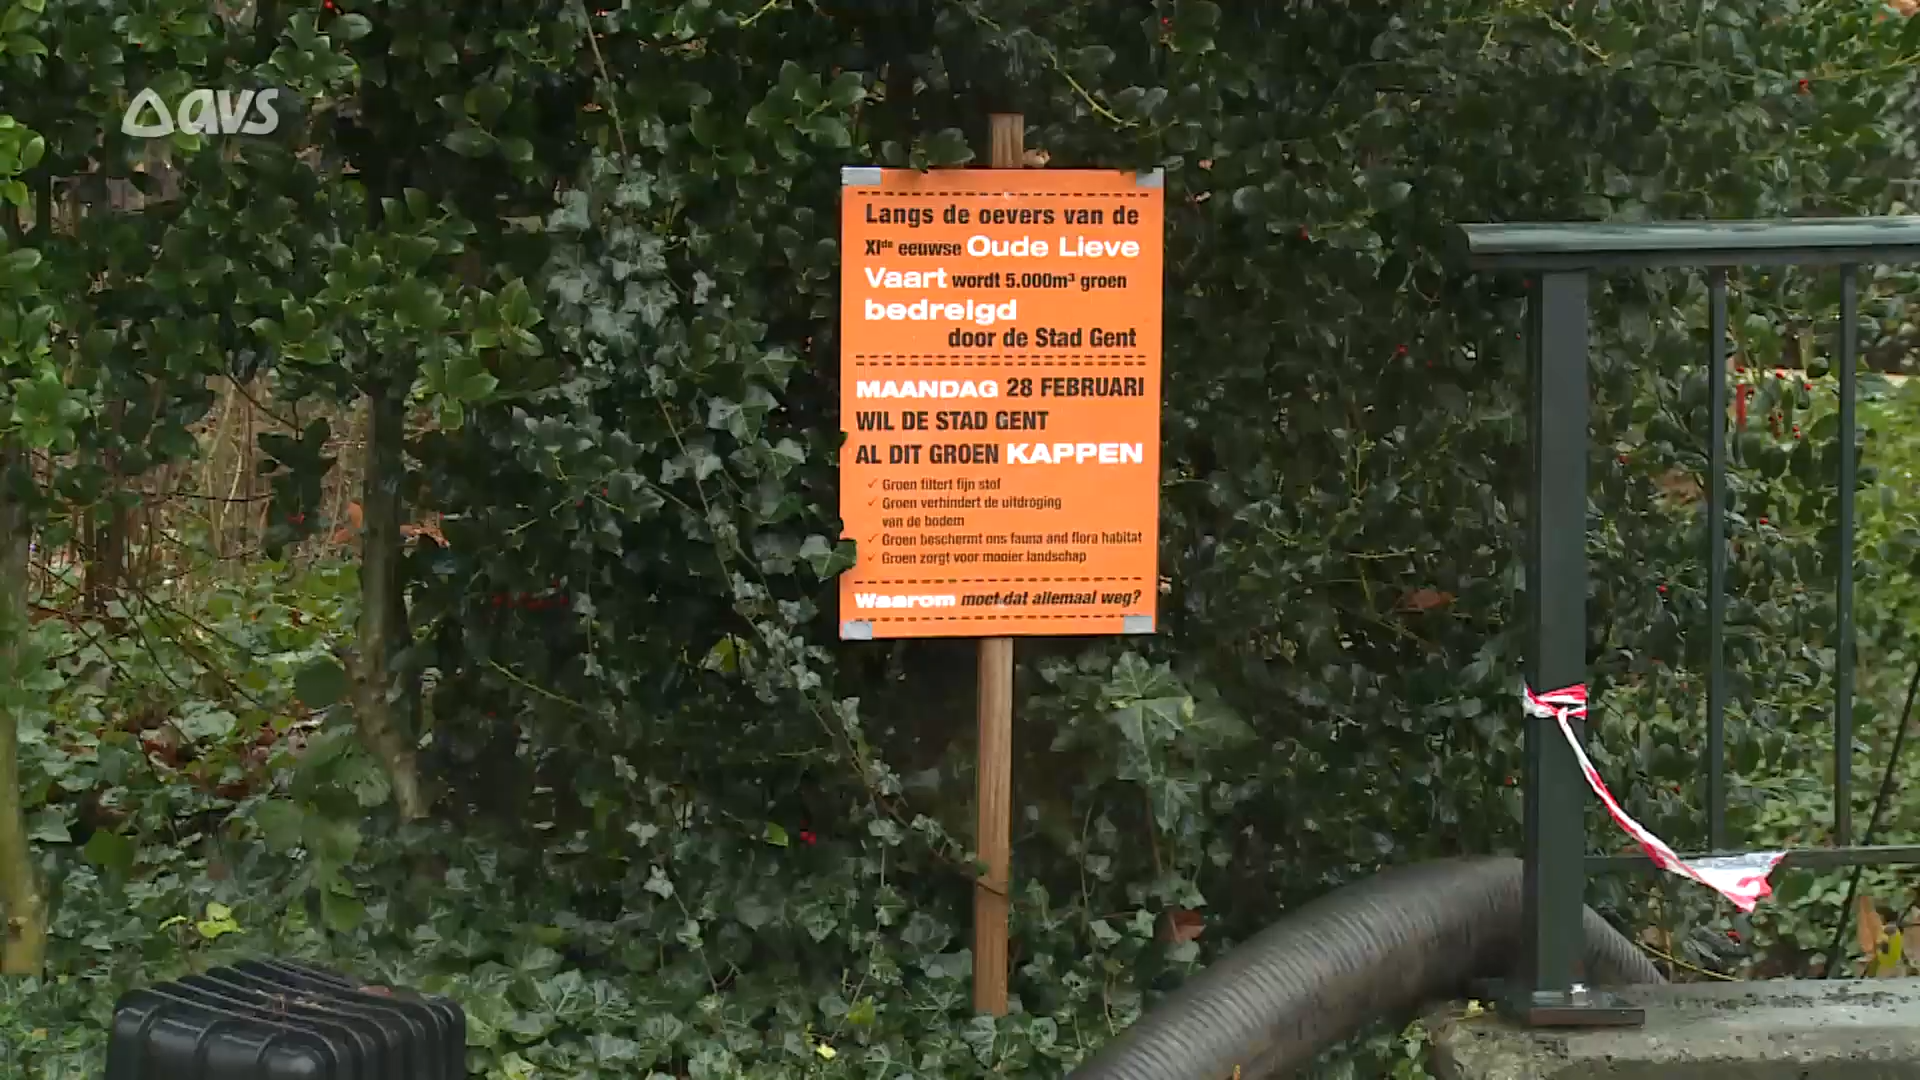 avs
Langs de oevers van de
XIde eeuwse Oude Lieve
Vaart wordt 5.000m³ groen
bedreigd
door de Stad Gent
MAANDAG 28 FEBRUARI
WIL DE STAD GENT
AL DIT GROEN KAPPEN
✓ Groen filtert fijn stof
✓ Groen verhindert de uitdroging
van de bodem
✓ Groen beschermt ons fauna and flora habitat
✓ Groen zorgt voor mooier landschap
Waarom moet dat allemaal weg?